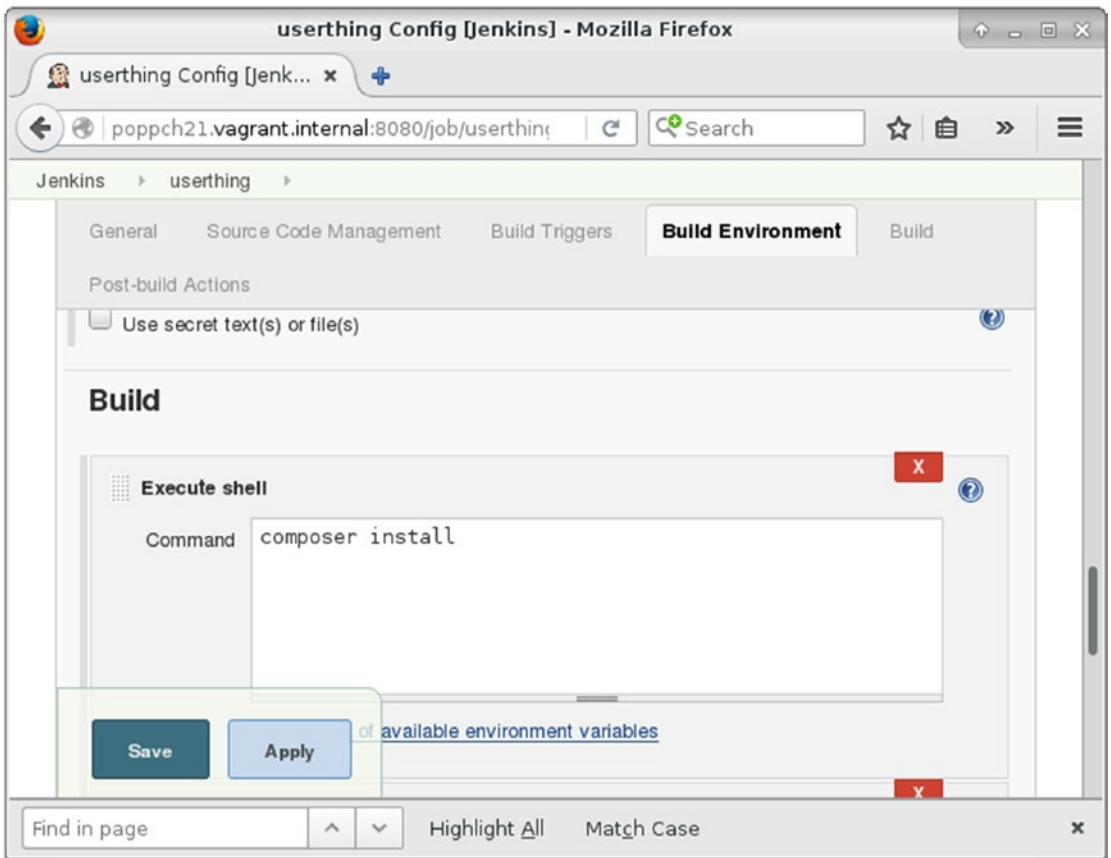 userthing Config [Jenkins] - Mozilla Firefox
userthing Config [Jenk...
poppch21.vagrant.internal:8080/job/userthing
Search
Jenkins userthing
General Source Code Management Build Triggers Build Environment Build
Post-build Actions
Use secret text(s) or file(s)
Build
X
Execute shell
Command composer install
of available environment variables
Save Apply
X
Find in page Highlight All Match Case